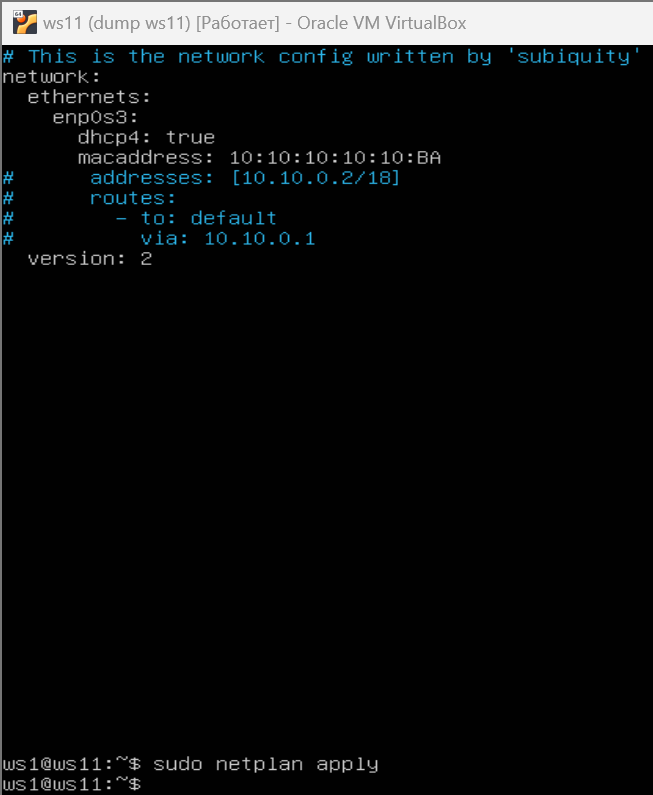 64
ws11 (dump ws11) [Работает] - Oracle VM VirtualBox
# This is the network config written by 'subiquity'
network:
  ethernets:
    enp0s3:
      dhcp4: true
      macaddress: 10:10:10:10:10:BA
#      addresses: [10.10.0.2/18]
#      routes:
#        - to: default
#          via: 10.10.0.1
  version: 2
ws1@ws11:~$ sudo netplan apply
ws1@ws11:~$